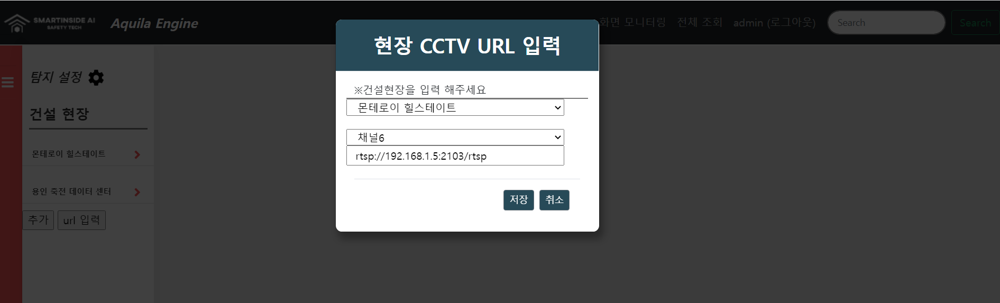 SMARTINSIDE AI
SAFETY TECH
Aquila Engine
화면 모니터링 전체 조회 admin (로그아웃) Search Search
현장 CCTV URL 입력
탐지 설정
※건설현장을 입력 해주세요
몬테로이 힐스테이트
건설 현장
채널6
rtsp://192.168.1.5:2103/rtsp
몬테로이 힐스테이트
용인 죽전 데이터 센터
저장 취소
추가 url 입력